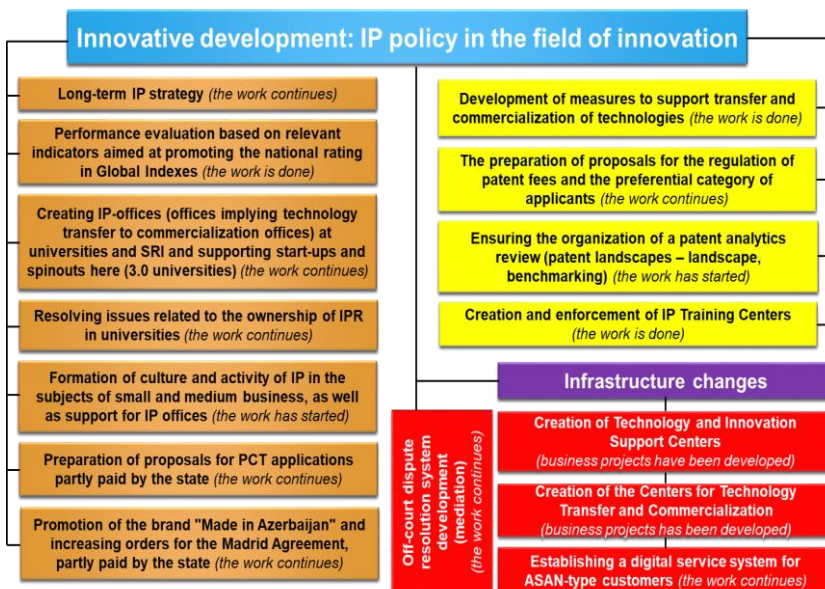 Innovative development: IP policy in the field of innovation
Long-term IP strategy (the work continues)
Performance evaluation based on relevant
indicators aimed at promoting the national rating
in Global Indexes (the work is done)
Creating IP-offices (offices implying technology
transfer to commercialization offices) at
universities and SRI and supporting start-ups and
spinouts here (3.0 universities) (the work continues)
Resolving issues related to the ownership of IPR
in universities (the work continues)
Formation of culture and activity of IP in the
subjects of small and medium business, as well
as support for IP offices (the work has started)
Preparation of proposals for PCT applications
partly paid by the state (the work continues)
Promotion of the brand "Made in Azerbaijan" and
increasing orders for the Madrid Agreement,
partly paid by the state (the work continues)
Development of measures to support transfer and
commercialization of technologies (the work is done)
The preparation of proposals for the regulation of
patent fees and the preferential category of
applicants (the work continues)
Ensuring the organization of a patent analytics
review (patent landscapes – landscape,
benchmarking) (the work has started)
Creation and enforcement of IP Training Centers
(the work is done)
Off-court dispute
resolution system
development
(mediation)
(the work continues)
Infrastructure changes
Creation of Technology and Innovation
Support Centers
(business projects have been developed)
Creation of the Centers for Technology
Transfer and Commercialization
(business projects has been developed)
Establishing a digital service system for
ASAN-type customers (the work continues)